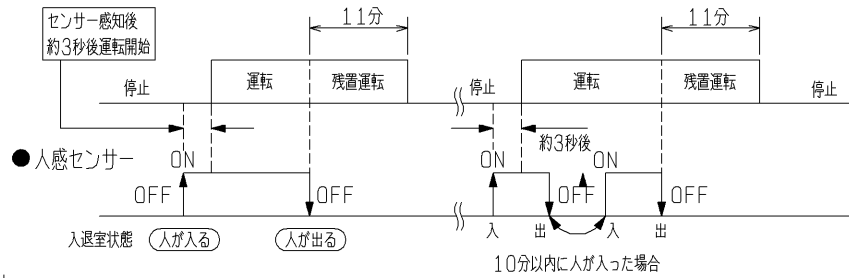 センサー感知後
約3秒後運転開始
11分
11分
停止
運転
残置運転
停止
運転
残置運転
停止
約3秒後
●人感センサー
ON
ON
ON
OFF
OFF
OFF
OFF
入退室状態
人が入る
人が出る
入
出
入
出
10分以内に人が入った場合